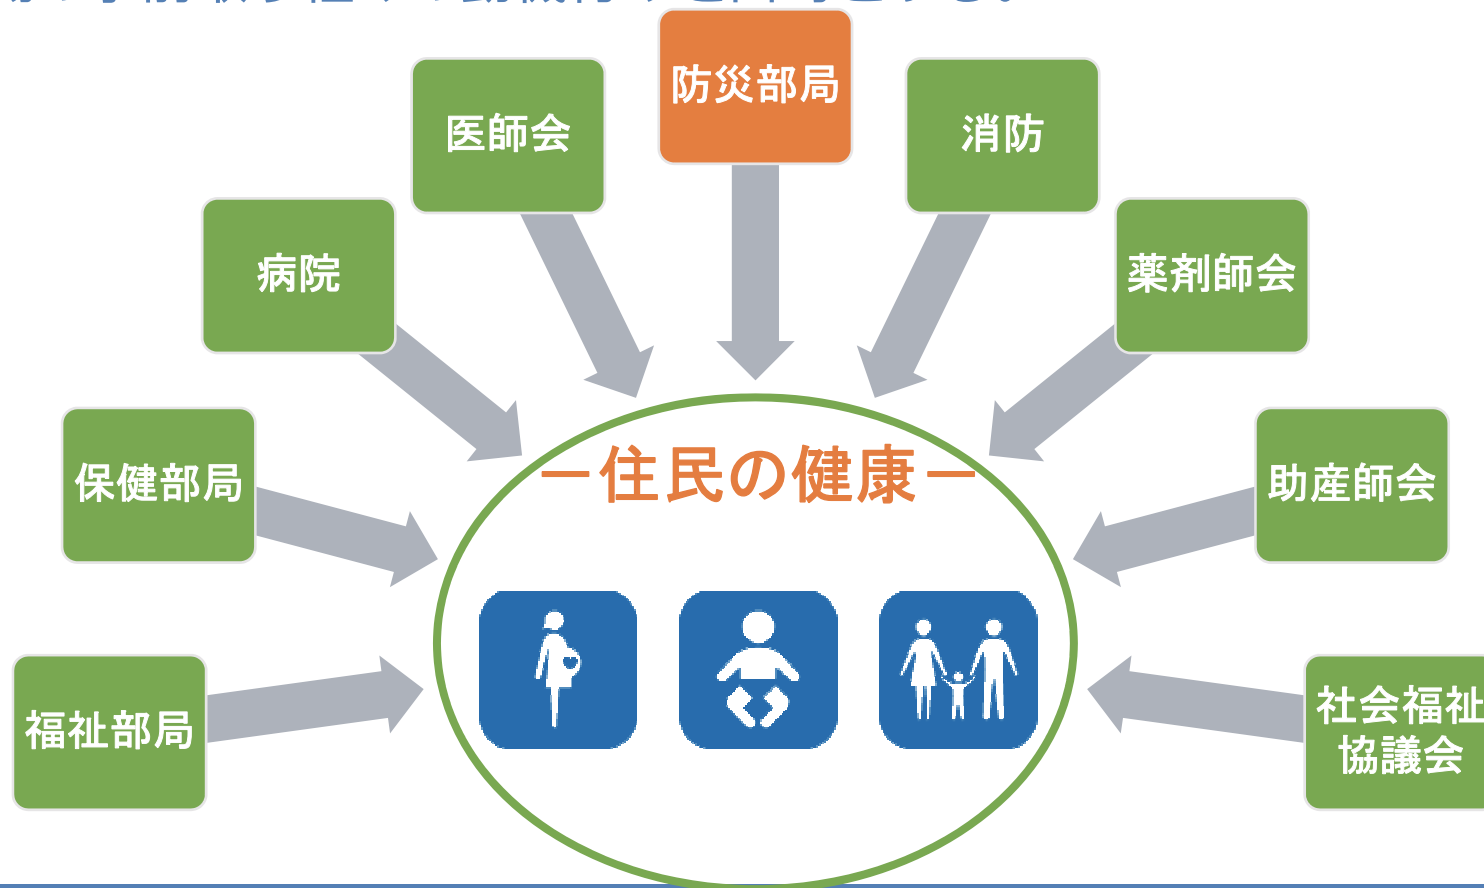 防災部局
医師会
消防
病院
薬剤師会
保健部局
助産師会
福祉部局
社会福祉
協議会
－住民の健康－